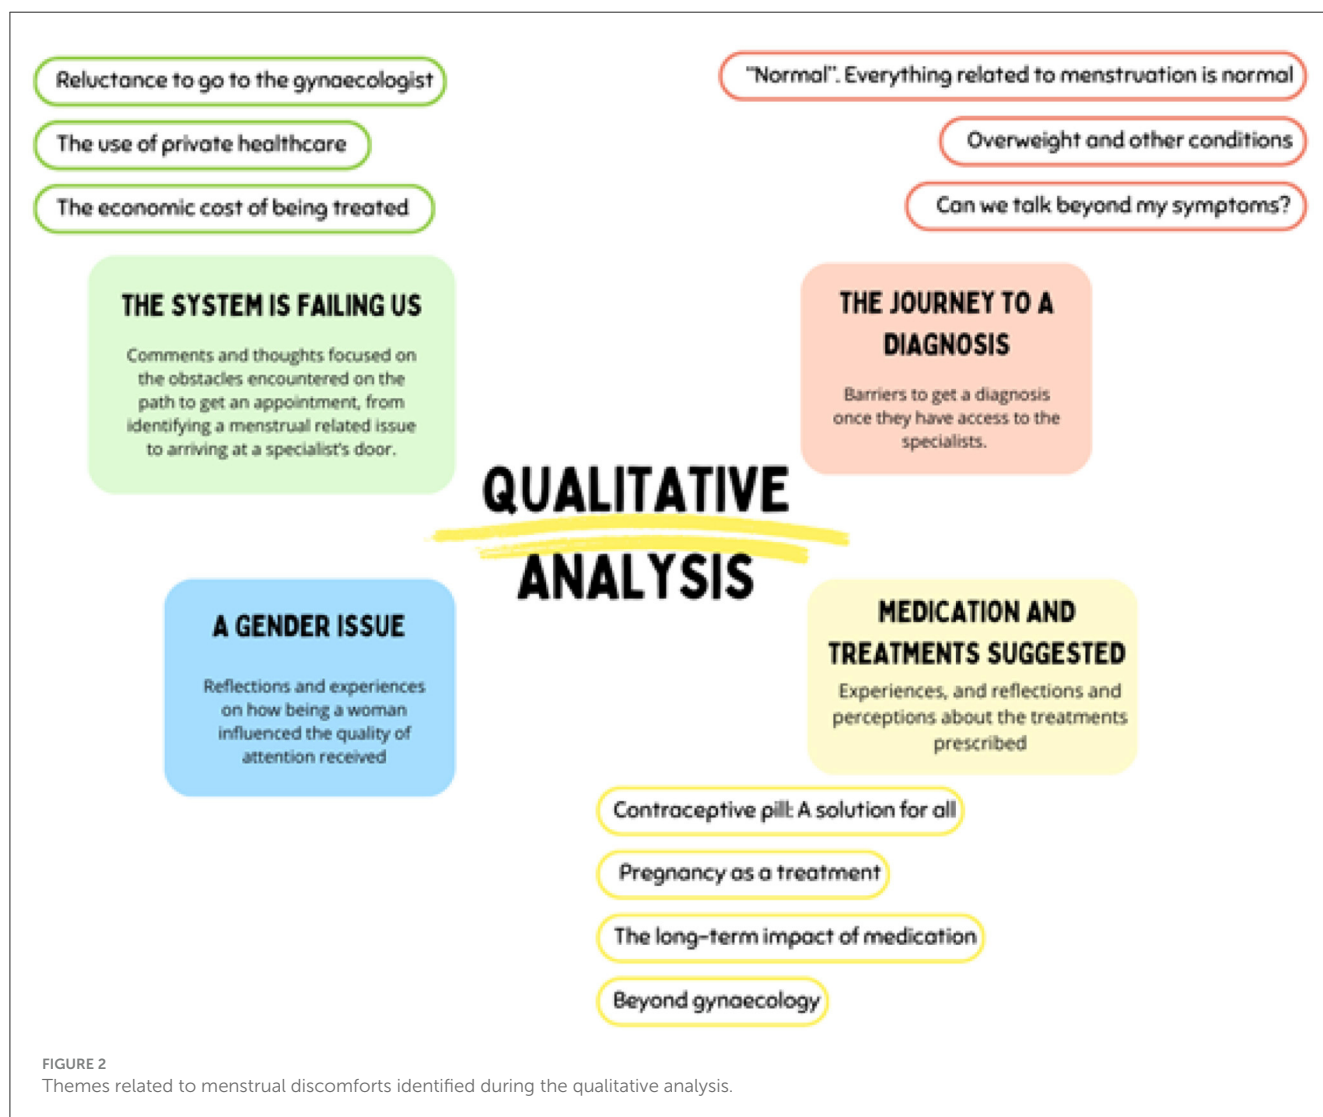 Reluctance to go to the gynaecologist
The use of private healthcare
The economic cost of being treated
THE SYSTEM IS FAILING US
Comments and thoughts focused on
the obstacles encountered on the
path to get an appointment, from
identifying a menstrual related issue
to arriving at a specialist's door.
"Normal". Everything related to menstruation is normal
Overweight and other conditions
Can we talk beyond my symptoms?
THE JOURNEY TO A
DIAGNOSIS
Barriers to get a diagnosis
once they have access to the
specialists.
QUALITATIVE
ANALYSIS
A GENDER ISSUE
Reflections and experiences
on how being a woman
influenced the quality of
attention received
MEDICATION AND
TREATMENTS SUGGESTED
Experiences, and reflections and
perceptions about the treatments
prescribed
Contraceptive pill: A solution for all
Pregnancy as a treatment
The long-term impact of medication
Beyond gynaecology
FIGURE 2
Themes related to menstrual discomforts identified during the qualitative analysis.